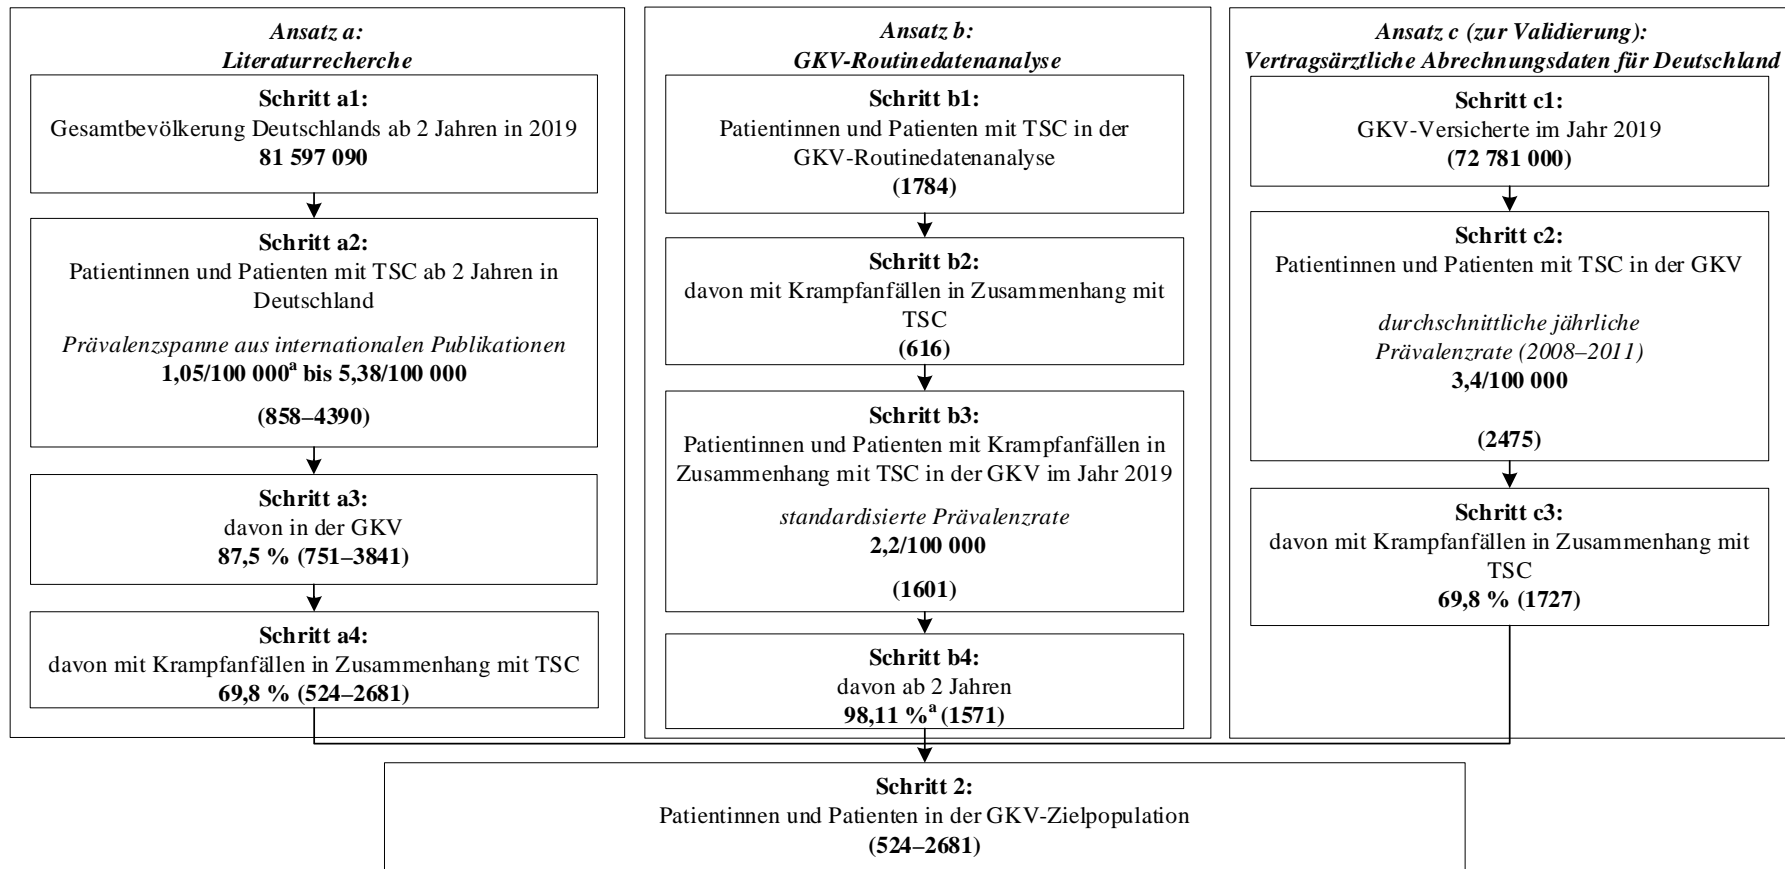 Ansatz a:
Literaturrecherche
Schritt a1:
Gesamtbevölkerung Deutschlands ab 2 Jahren in 2019
81 597 090
Schritt a2:
Patientinnen und Patienten mit TSC ab 2 Jahren in
Deutschland
Prävalenzspanne aus internationalen Publikationen
1,05/100 000ᵃ bis 5,38/100 000
(858–4390)
Schritt a3:
davon in der GKV
87,5 % (751–3841)
Schritt a4:
davon mit Krampfanfällen in Zusammenhang mit TSC
69,8 % (524–2681)
Ansatz b:
GKV-Routinedatenanalyse
Schritt b1:
Patientinnen und Patienten mit TSC in der
GKV-Routinedatenanalyse
(1784)
Schritt b2:
davon mit Krampfanfällen in Zusammenhang mit
TSC
(616)
Schritt b3:
Patientinnen und Patienten mit Krampfanfällen in
Zusammenhang mit TSC in der GKV im Jahr 2019
standardisierte Prävalenzrate
2,2/100 000
(1601)
Schritt b4:
davon ab 2 Jahren
98,11 %ᵃ (1571)
Ansatz c (zur Validierung):
Vertragsärztliche Abrechnungsdaten für Deutschland
Schritt c1:
GKV-Versicherte im Jahr 2019
(72 781 000)
Schritt c2:
Patientinnen und Patienten mit TSC in der GKV
durchschnittliche jährliche
Prävalenzrate (2008–2011)
3,4/100 000
(2475)
Schritt c3:
davon mit Krampfanfällen in Zusammenhang mit
TSC
69,8 % (1727)
Schritt 2:
Patientinnen und Patienten in der GKV-Zielpopulation
(524–2681)